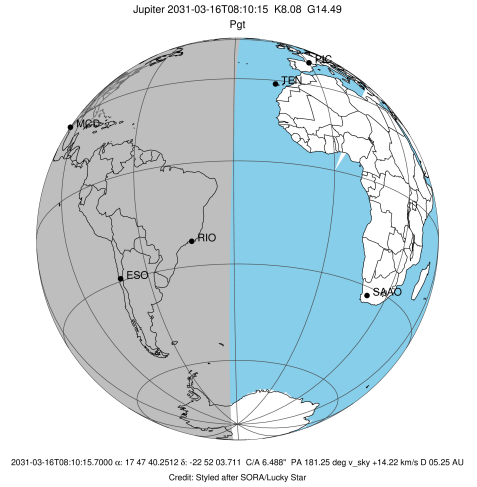 Jupiter 2031-03-16T08:10:15 K8.08 G14.49
Pgt
PIC
TEN
MCD
RIO
ESO
SAAO
2031-03-16T08:10:15.7000 α: 17 47 40.2512 δ: -22 52 03.711 C/A 6.488" PA 181.25 deg v_sky +14.22 km/s D 05.25 AU
Credit: Styled after SORA/Lucky Star